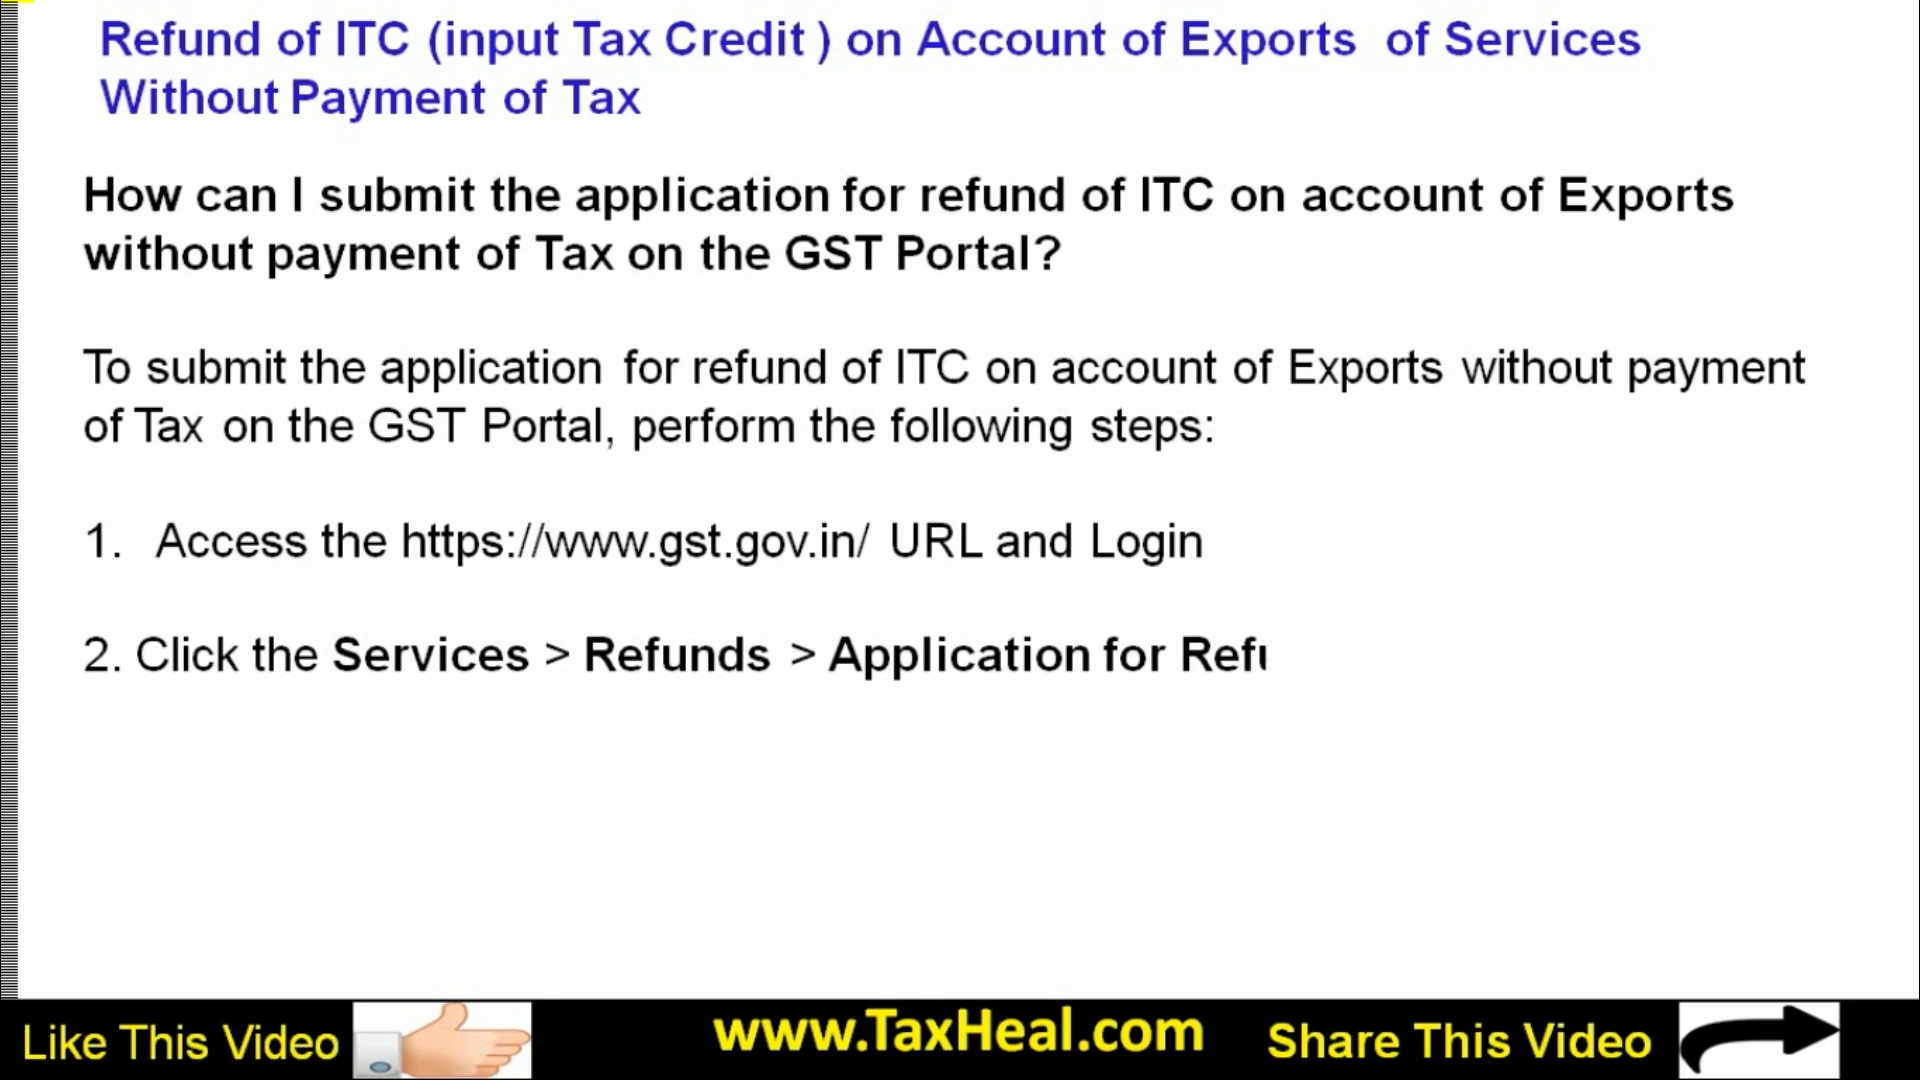 Refund of ITC (input Tax Credit ) on Account of Exports of Services
Without Payment of Tax
How can I submit the application for refund of ITC on account of Exports
without payment of Tax on the GST Portal?
To submit the application for refund of ITC on account of Exports without payment
of Tax on the GST Portal, perform the following steps:
1. Access the https://www.gst.gov.in/ URL and Login
2. Click the Services > Refunds > Application for
Like This Video
www.TaxHeal.com
Share This Video